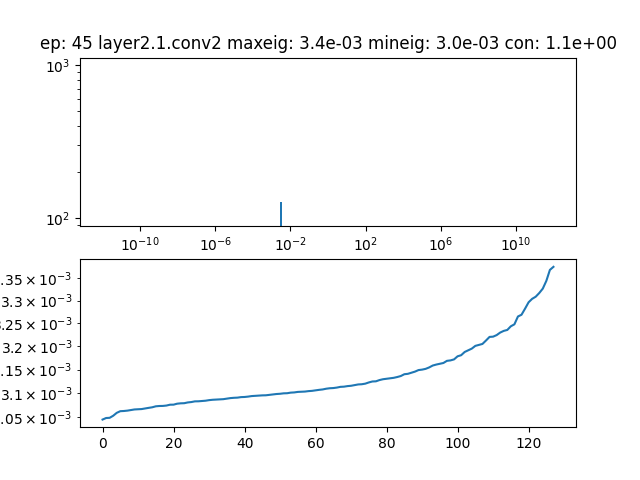 ep: 45 layer2.1.conv2 maxeig: 3.4e-03 mineig: 3.0e-03 con: 1.1e+00
10³
10²
10⁻¹⁰ 10⁻⁶ 10⁻² 10² 10⁶ 10¹⁰
.35 × 10⁻³
3.3 × 10⁻³
3.25 × 10⁻³
3.2 × 10⁻³
.15 × 10⁻³
3.1 × 10⁻³
.05 × 10⁻³
0 20 40 60 80 100 120